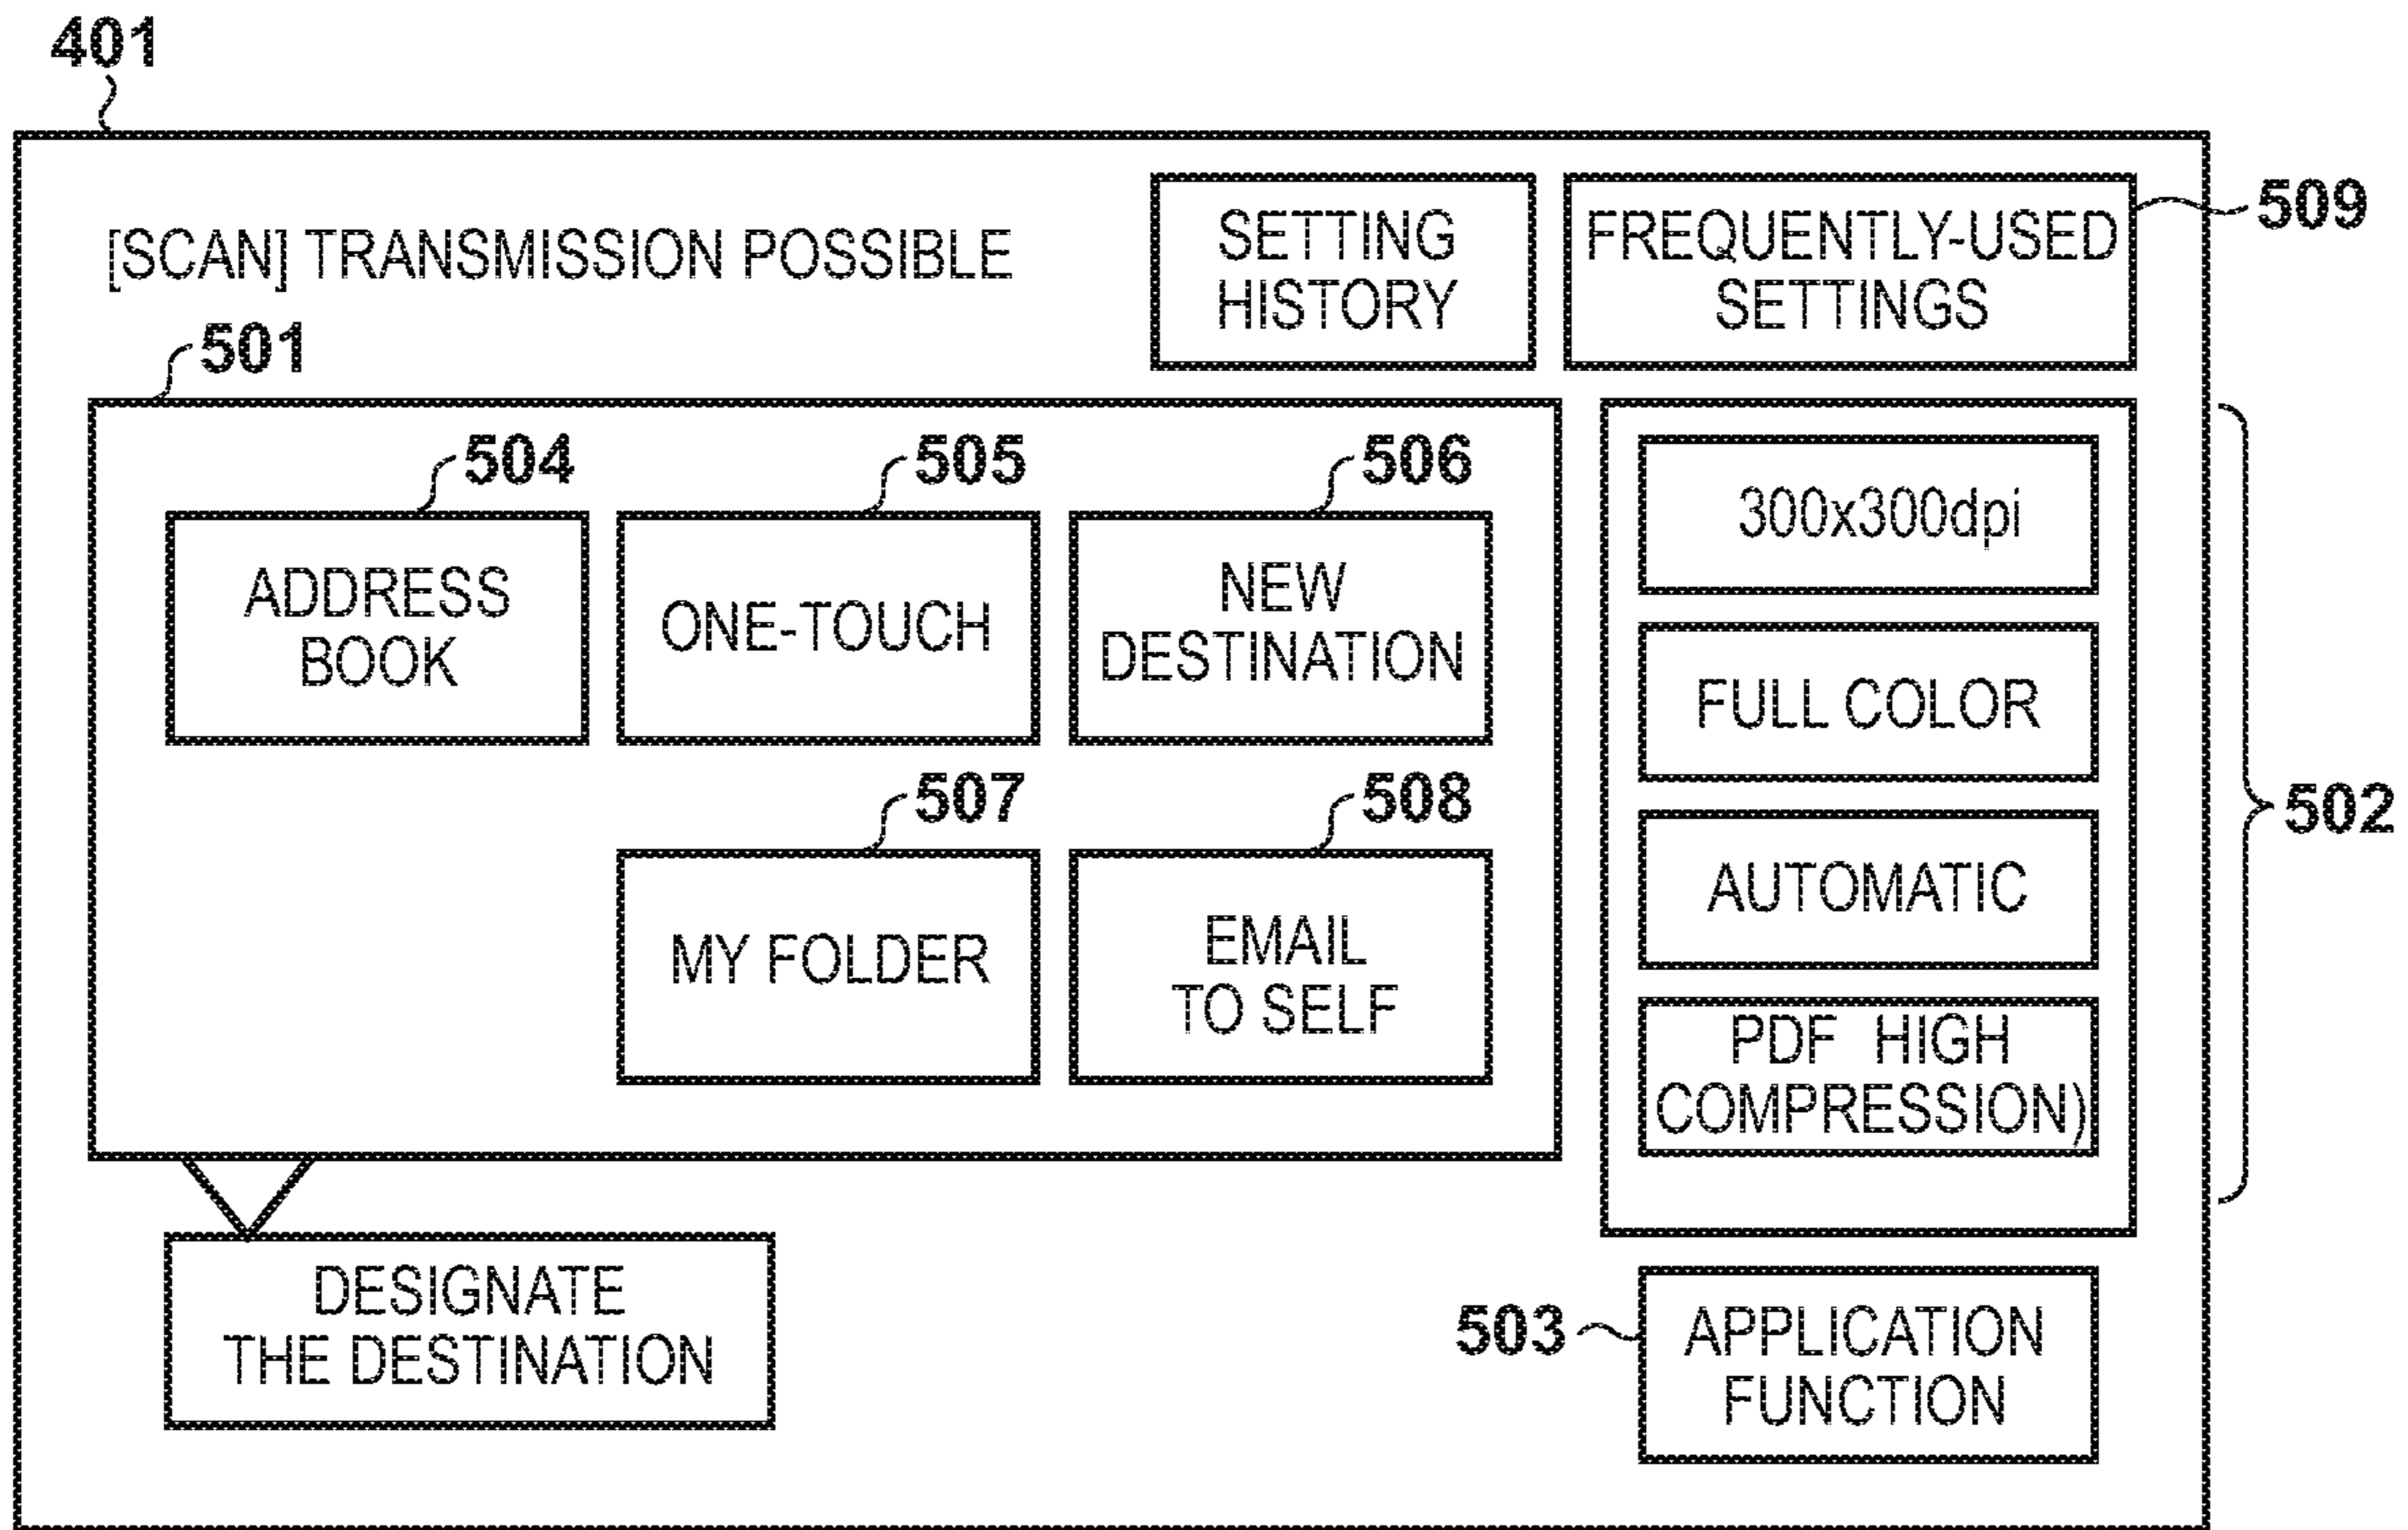 401
[SCAN] TRANSMISSION POSSIBLE
SETTING
HISTORY
FREQUENTLY-USED
SETTINGS
509
501
504
505
506
ADDRESS
BOOK
ONE-TOUCH
NEW
DESTINATION
507
508
MY FOLDER
EMAIL
TO SELF
300x300dpi
FULL COLOR
AUTOMATIC
PDF HIGH
COMPRESSION)
502
DESIGNATE
THE DESTINATION
503
APPLICATION
FUNCTION